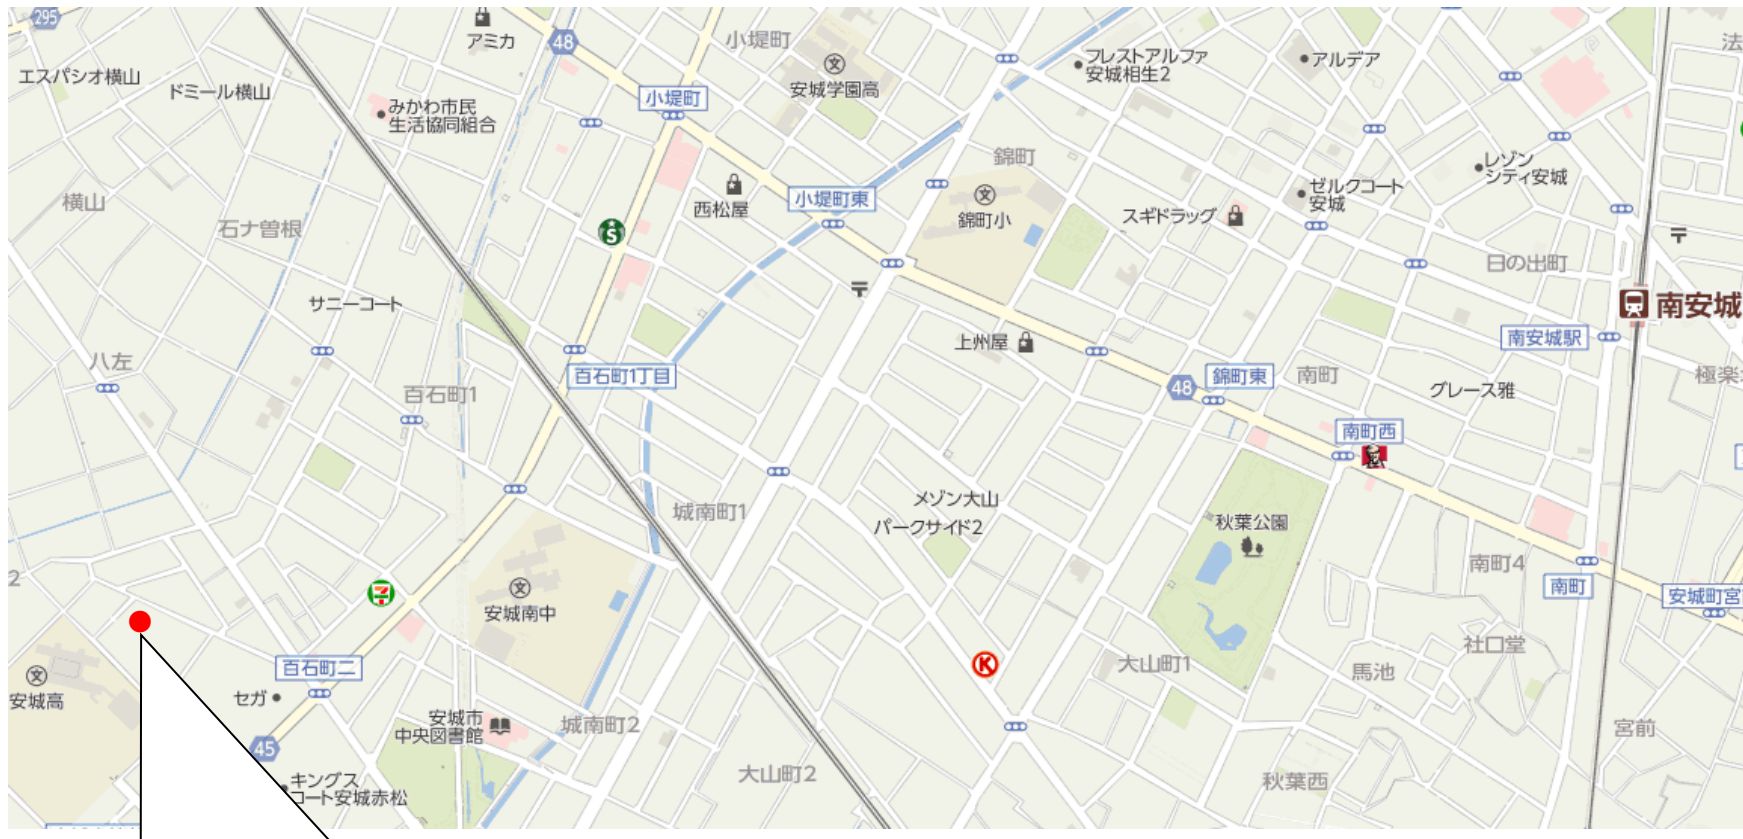 295
アミカ
48
小堤町
安城学園高
フレストアルファ
安城相生2
アルデア
エスパシオ横山
ドミール横山
みかわ市民
生活協同組合
小堤町
錦町
レゾン
シティ安城
横山
西松屋
小堤町東
錦町小
スギドラッグ
ゼルクコート
安城
石ナ曽根
日の出町
サニーコート
南安城
上州屋
南安城駅
八左
百石町1丁目
百石町1
48
錦町東
南町
グレース雅
極楽
南町西
メゾン大山
パークサイド2
城南町1
秋葉公園
2
安城南中
南町4
南町
安城町宮
百石町二
大山町1
社口堂
馬池
安城高
セガ
安城市
中央図書館
城南町2
宮前
45
大山町2
秋葉西
キングス
コート安城赤松